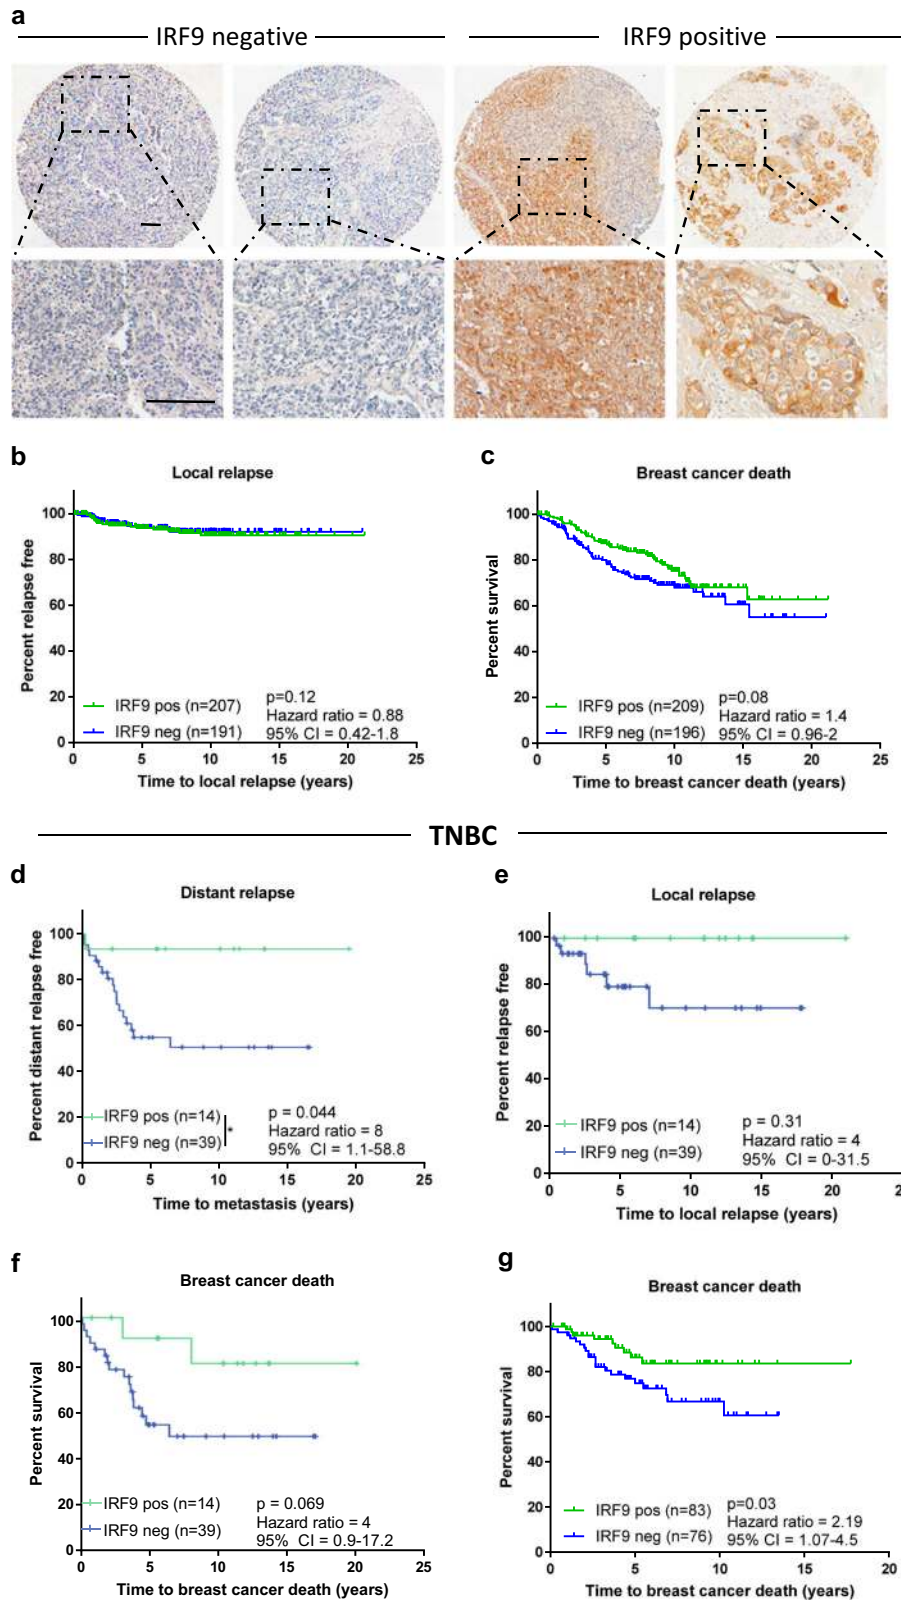 a
IRF9 negative
IRF9 positive
b
Local relapse
Percent relapse free
100
80
60
40
20
0
IRF9 pos (n=207)
IRF9 neg (n=191)
p=0.12
Hazard ratio = 0.88
95% CI = 0.42-1.8
0 5 10 15 20 25
Time to local relapse (years)
c
Breast cancer death
Percent survival
100
80
60
40
20
0
IRF9 pos (n=209)
IRF9 neg (n=196)
p=0.08
Hazard ratio = 1.4
95% CI = 0.96-2
0 5 10 15 20 25
Time to breast cancer death (years)
TNBC
d
Distant relapse
Percent distant relapse free
100
80
60
40
20
0
IRF9 pos (n=14)
IRF9 neg (n=39)
*
p = 0.044
Hazard ratio = 8
95% CI = 1.1-58.8
0 5 10 15 20 25
Time to metastasis (years)
e
Local relapse
Percent relapse free
100
80
60
40
20
0
IRF9 pos (n=14)
IRF9 neg (n=39)
p = 0.31
Hazard ratio = 4
95% CI = 0-31.5
0 5 10 15 20 25
Time to local relapse (years)
f
Breast cancer death
Percent survival
100
80
60
40
20
0
IRF9 pos (n=14)
IRF9 neg (n=39)
p = 0.069
Hazard ratio = 4
95% CI = 0.9-17.2
0 5 10 15 20 25
Time to breast cancer death (years)
g
Breast cancer death
Percent survival
100
80
60
40
20
0
IRF9 pos (n=83)
IRF9 neg (n=76)
p=0.03
Hazard ratio = 2.19
95% CI = 1.07-4.5
0 5 10 15 20
Time to breast cancer death (years)